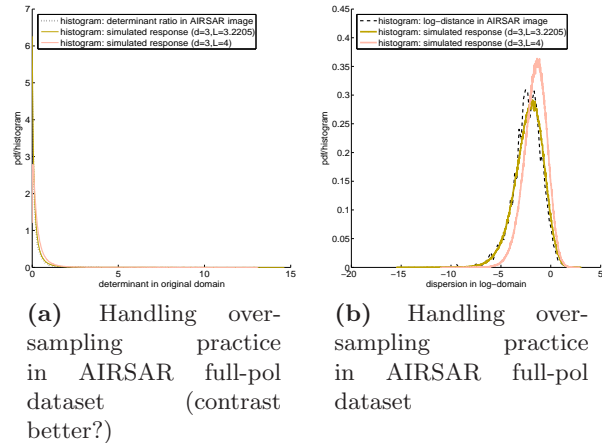 histogram: determinant ratio in AIRSAR image
histogram: simulated response (d=3,L=3.2205)
histogram: simulated response (d=3,L=4)
pdf/histogram
7
6
5
4
3
2
1
0
0 5 10 15
determinant in original domain
histogram: log−distance in AIRSAR image
histogram: simulated response (d=3,L=3.2205)
histogram: simulated response (d=3,L=4)
pdf/histogram
0.45
0.4
0.35
0.3
0.25
0.2
0.15
0.1
0.05
0
−20 −15 −10 −5 0 5
dispersion in log−domain
(a) Handling over-
sampling practice
in AIRSAR full-pol
dataset (contrast
better?)
(b) Handling over-
sampling practice
in AIRSAR full-pol
dataset